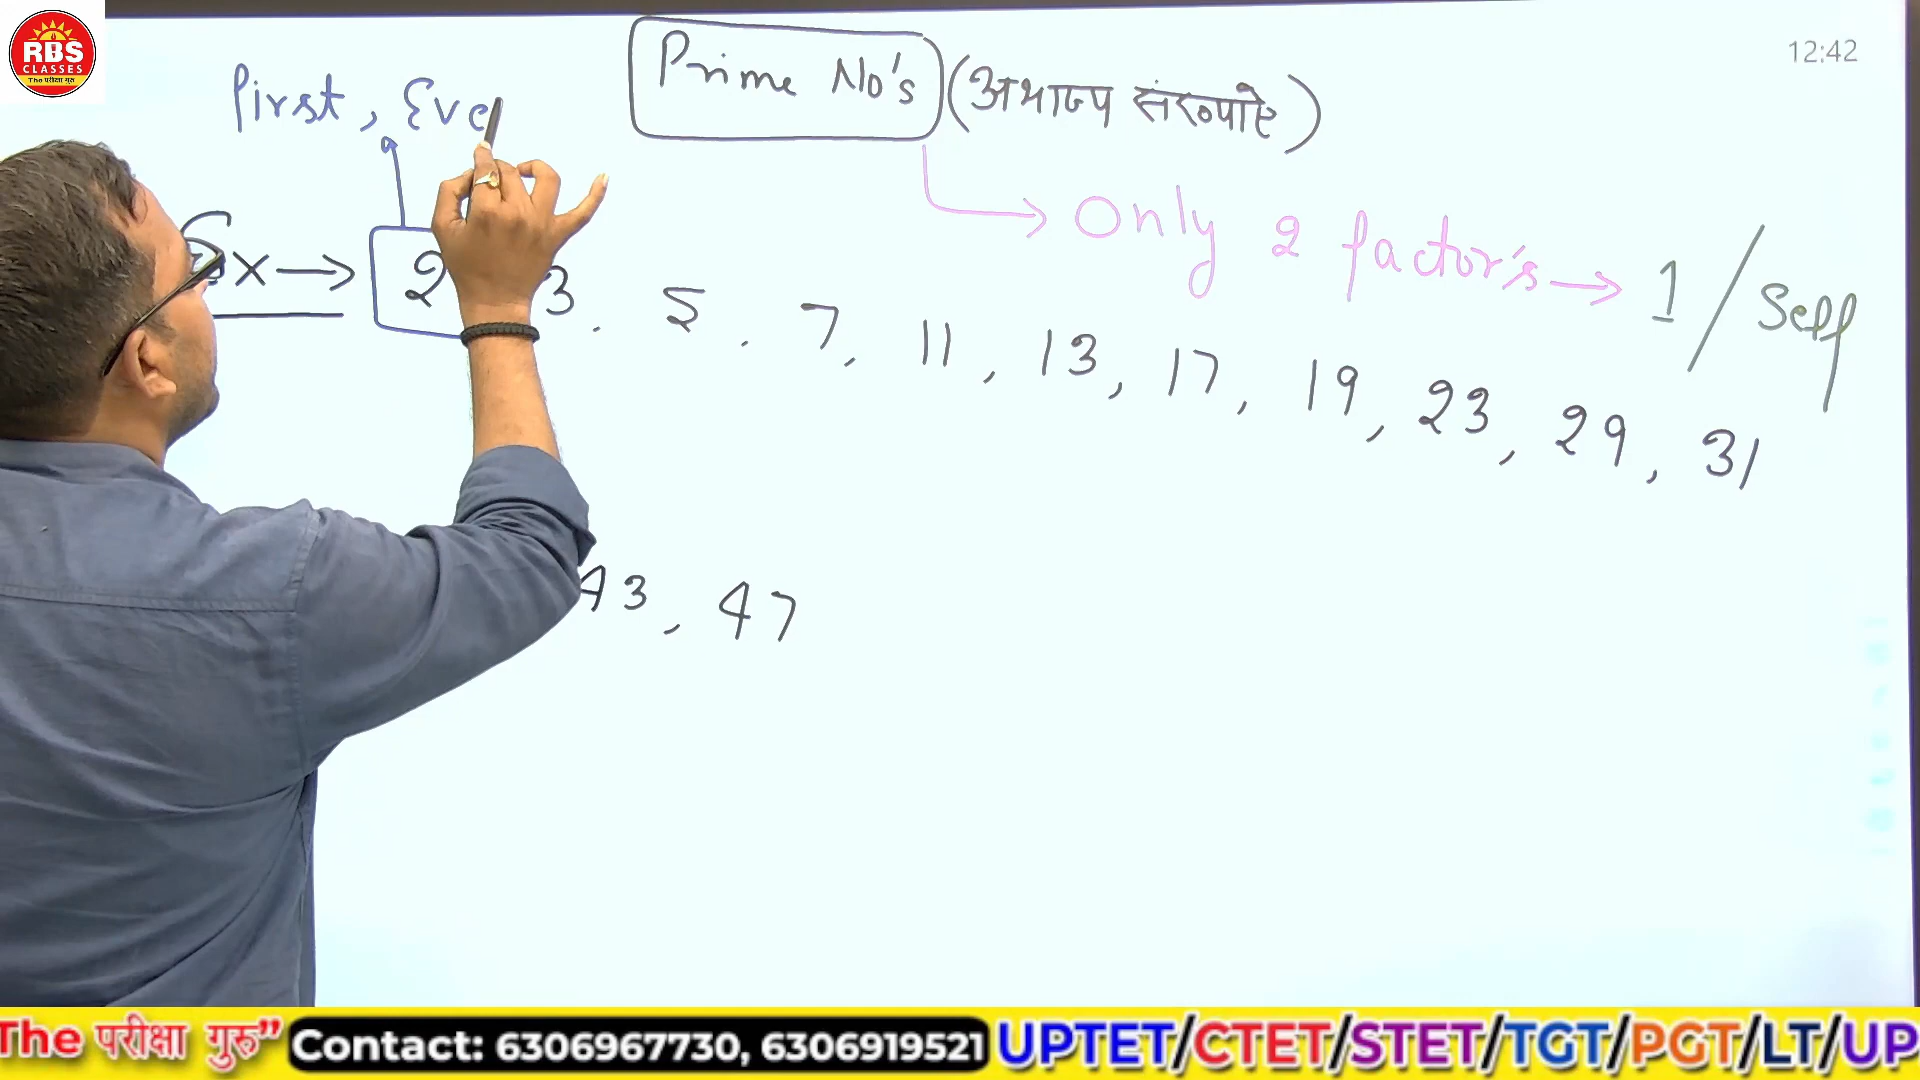 RBS
CLASSES
The परीक्षा गुरु
12:42
Prime No's (अभाज्य संख्याऐ)
First, Eve
Only 2 factor's → 1 / Self
Ex → 2 3, 5, 7, 11, 13, 17, 19, 23, 29, 31
43, 47
The परीक्षा गुरु” Contact: 6306967730, 6306919521 UPTET/CTET/STET/TGT/PGT/LT/UP